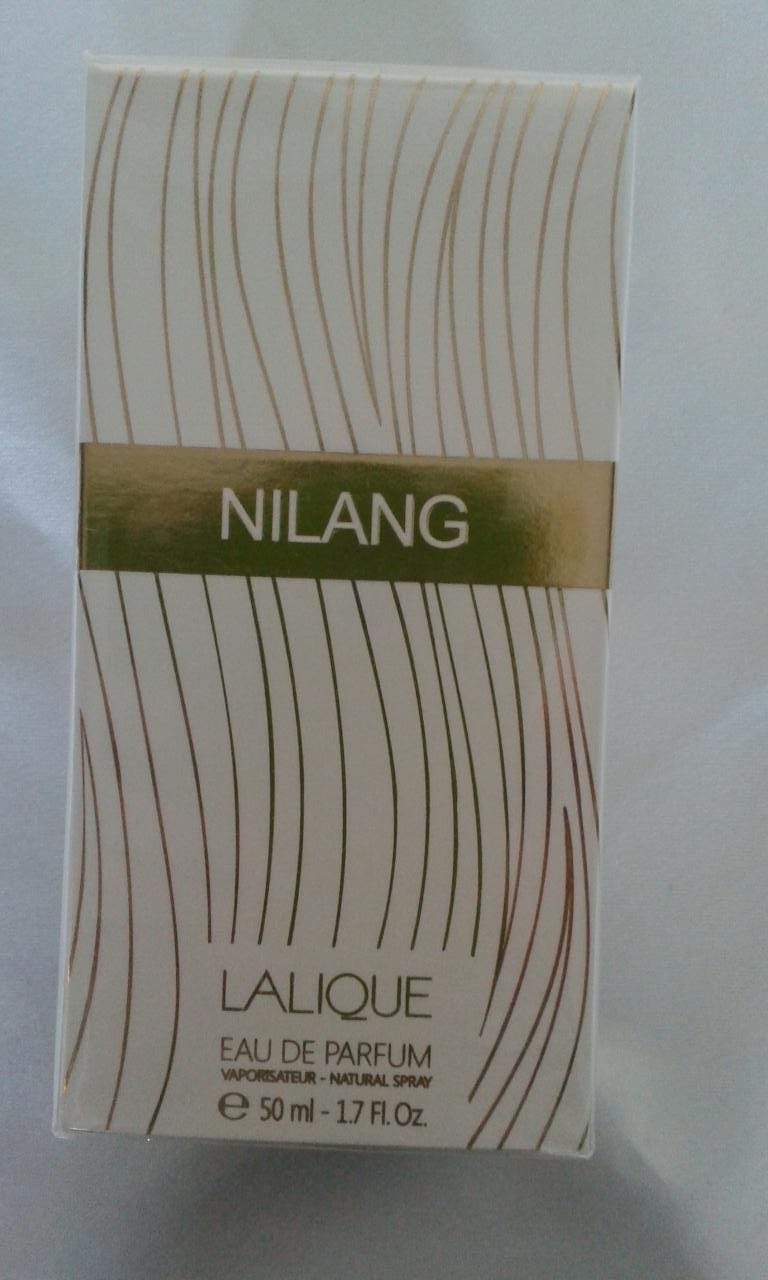 NILANG
LALIQUE
EAU DE PARFUM
VAPORISATEUR - NATURAL SPRAY
℮ 50 ml - 1.7 Fl. Oz.